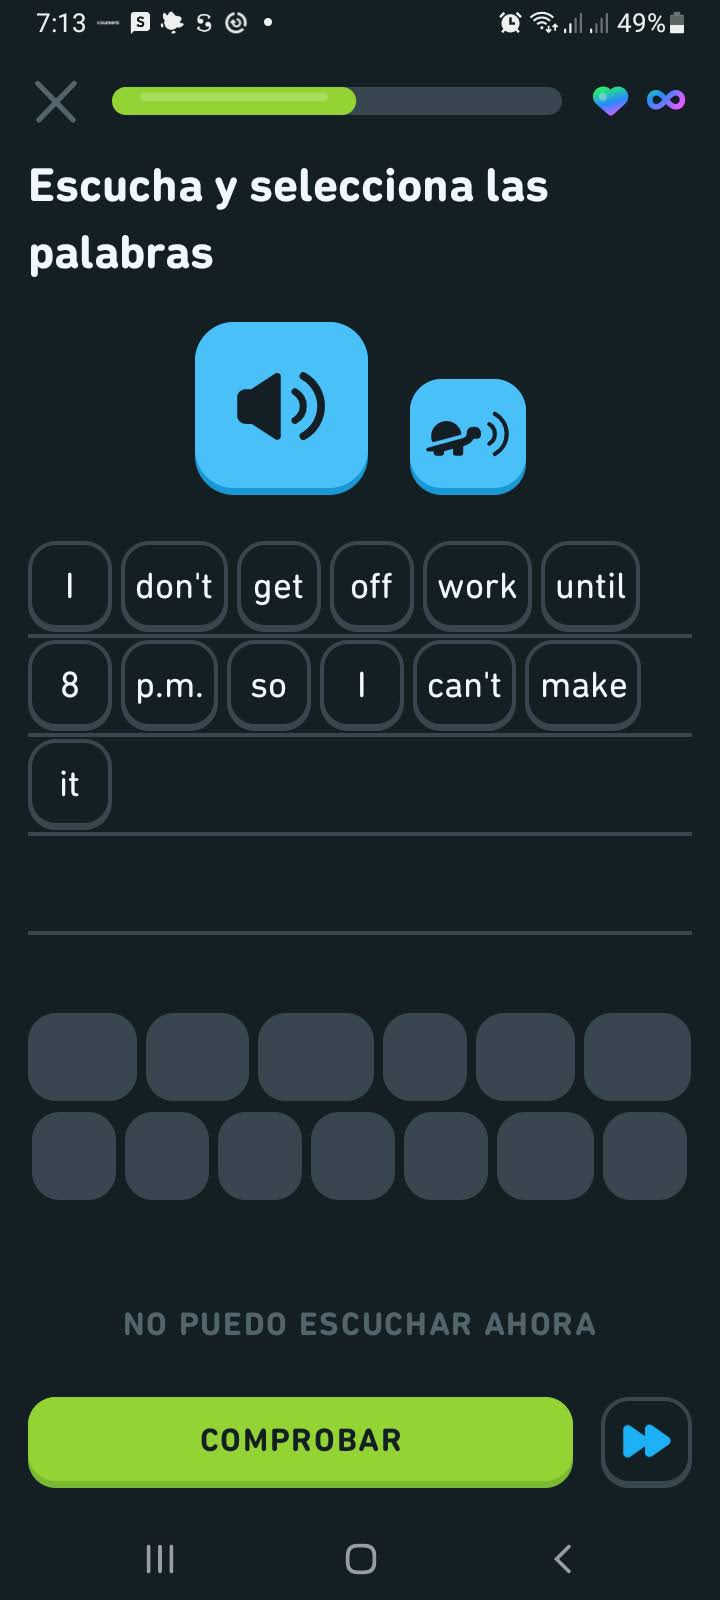 7:13
49%
Escucha y selecciona las
palabras
I don't get off work until
8 p.m. so I can't make
it
NO PUEDO ESCUCHAR AHORA
COMPROBAR